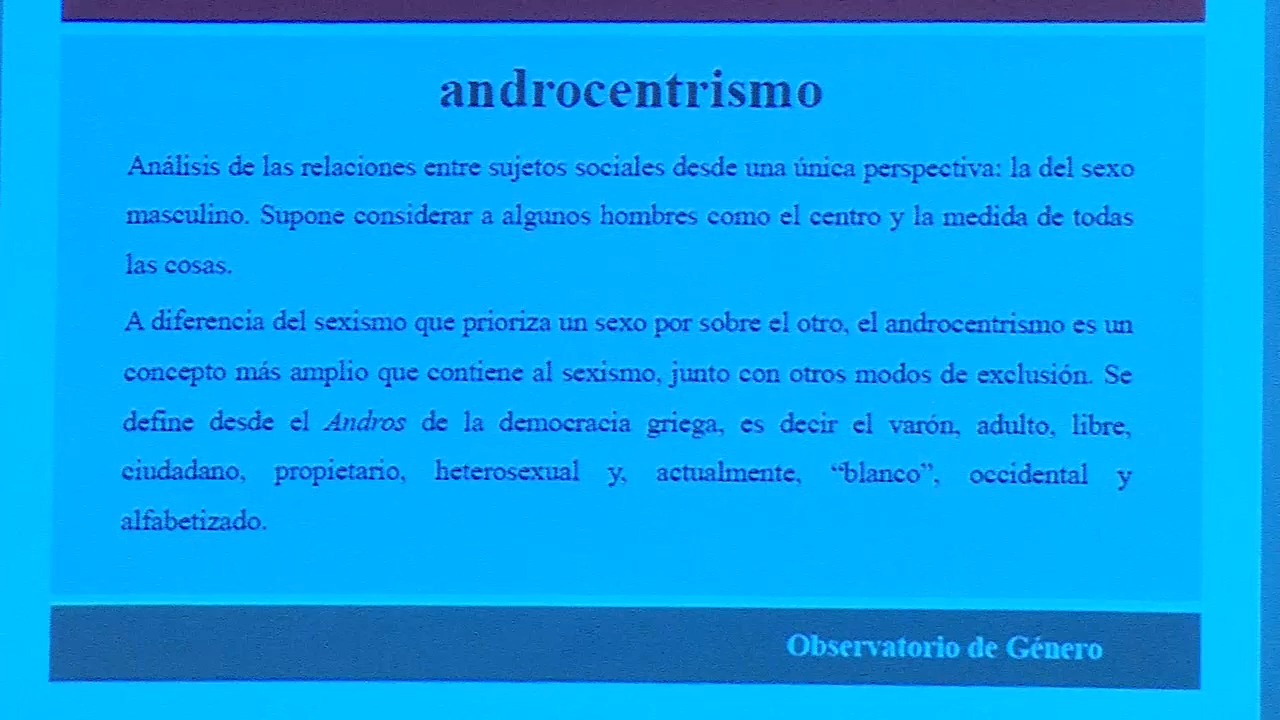 androcentrismo
Análisis de las relaciones entre sujetos sociales desde una única perspectiva: la del sexo
masculino. Supone considerar a algunos hombres como el centro y la medida de todas
las cosas.
A diferencia del sexismo que prioriza un sexo por sobre el otro, el androcentrismo es un
concepto más amplio que contiene al sexismo, junto con otros modos de exclusión. Se
define desde el Andros de la democracia griega, es decir el varón, adulto, libre,
ciudadano, propietario, heterosexual y, actualmente, “blanco”, occidental y
alfabetizado.
Observatorio de Género